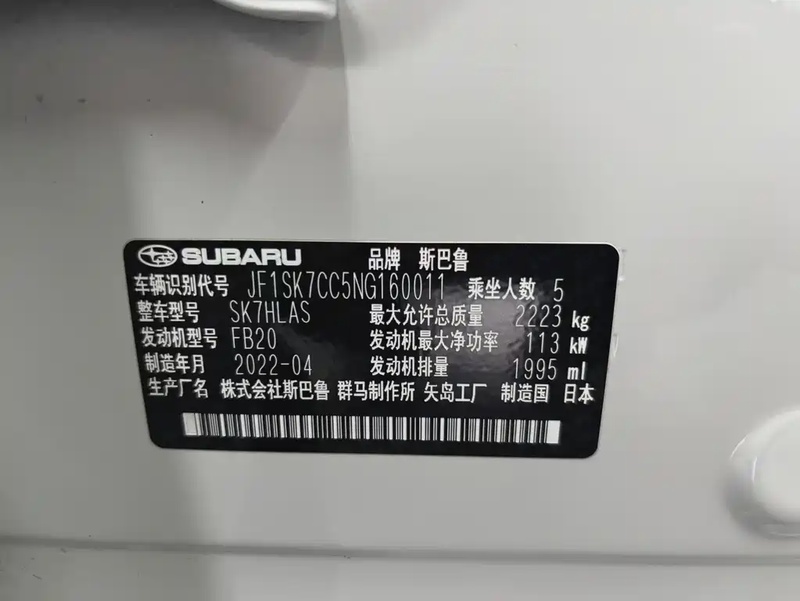 SUBARU 品牌 斯巴鲁
车辆识别代号 JF1SK7CC5NG160011 乘坐人数 5
整车型号 SK7HLAS 最大允许总质量 2223 kg
发动机型号 FB20 发动机最大净功率 113 kW
制造年月 2022-04 发动机排量 1995 ml
生产厂名 株式会社斯巴鲁 群马制作所 矢岛工厂 制造国 日本